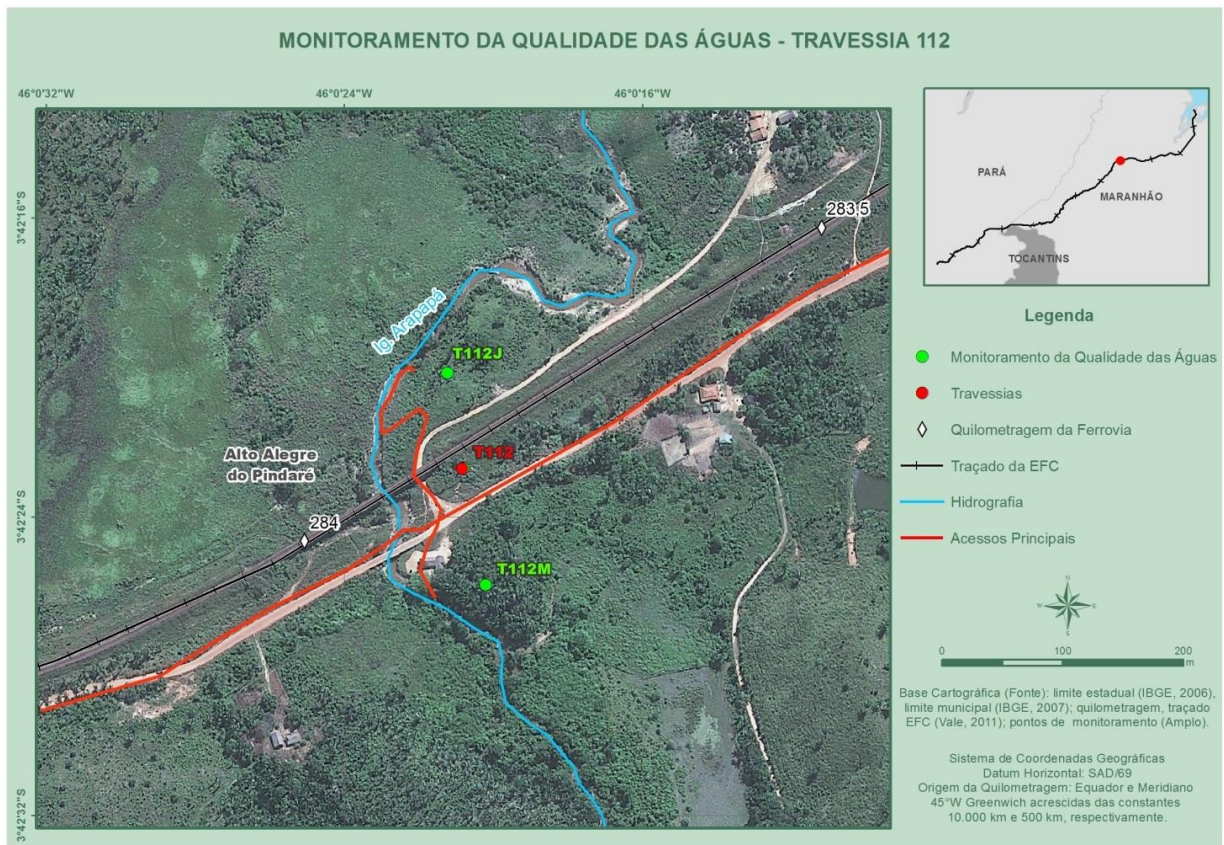 MONITORAMENTO DA QUALIDADE DAS ÁGUAS - TRAVESSIA 112
46°0'32"W
46°0'24"W
46°0'16"W
3°42'16"S
3°42'24"S
3°42'32"S
283,5
Ig. Arapapá
T112J
T112
Alto Alegre
do Pindaré
284
T112M
PARÁ
MARANHÃO
TOCANTINS
Legenda
Monitoramento da Qualidade das Águas
Travessias
Quilometragem da Ferrovia
Traçado da EFC
Hidrografia
Acessos Principais
N
W
E
S
0
100
200
m
Base Cartográfica (Fonte): limite estadual (IBGE, 2006),
limite municipal (IBGE, 2007); quilometragem, traçado
EFC (Vale, 2011); pontos de monitoramento (Amplo).
Sistema de Coordenadas Geográficas
Datum Horizontal: SAD/69
Origem da Quilometragem: Equador e Meridiano
45°W Greenwich acrescidas das constantes
10.000 km e 500 km, respectivamente.